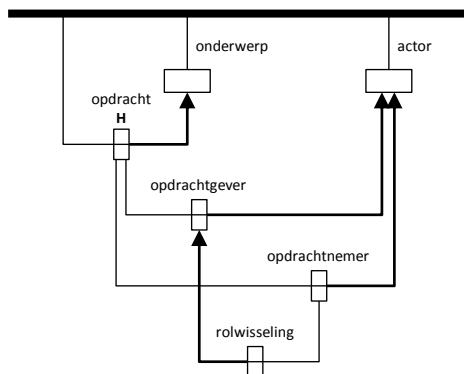 onderwerp
actor
opdracht
H
opdrachtgever
opdrachtnemer
rolwisseling